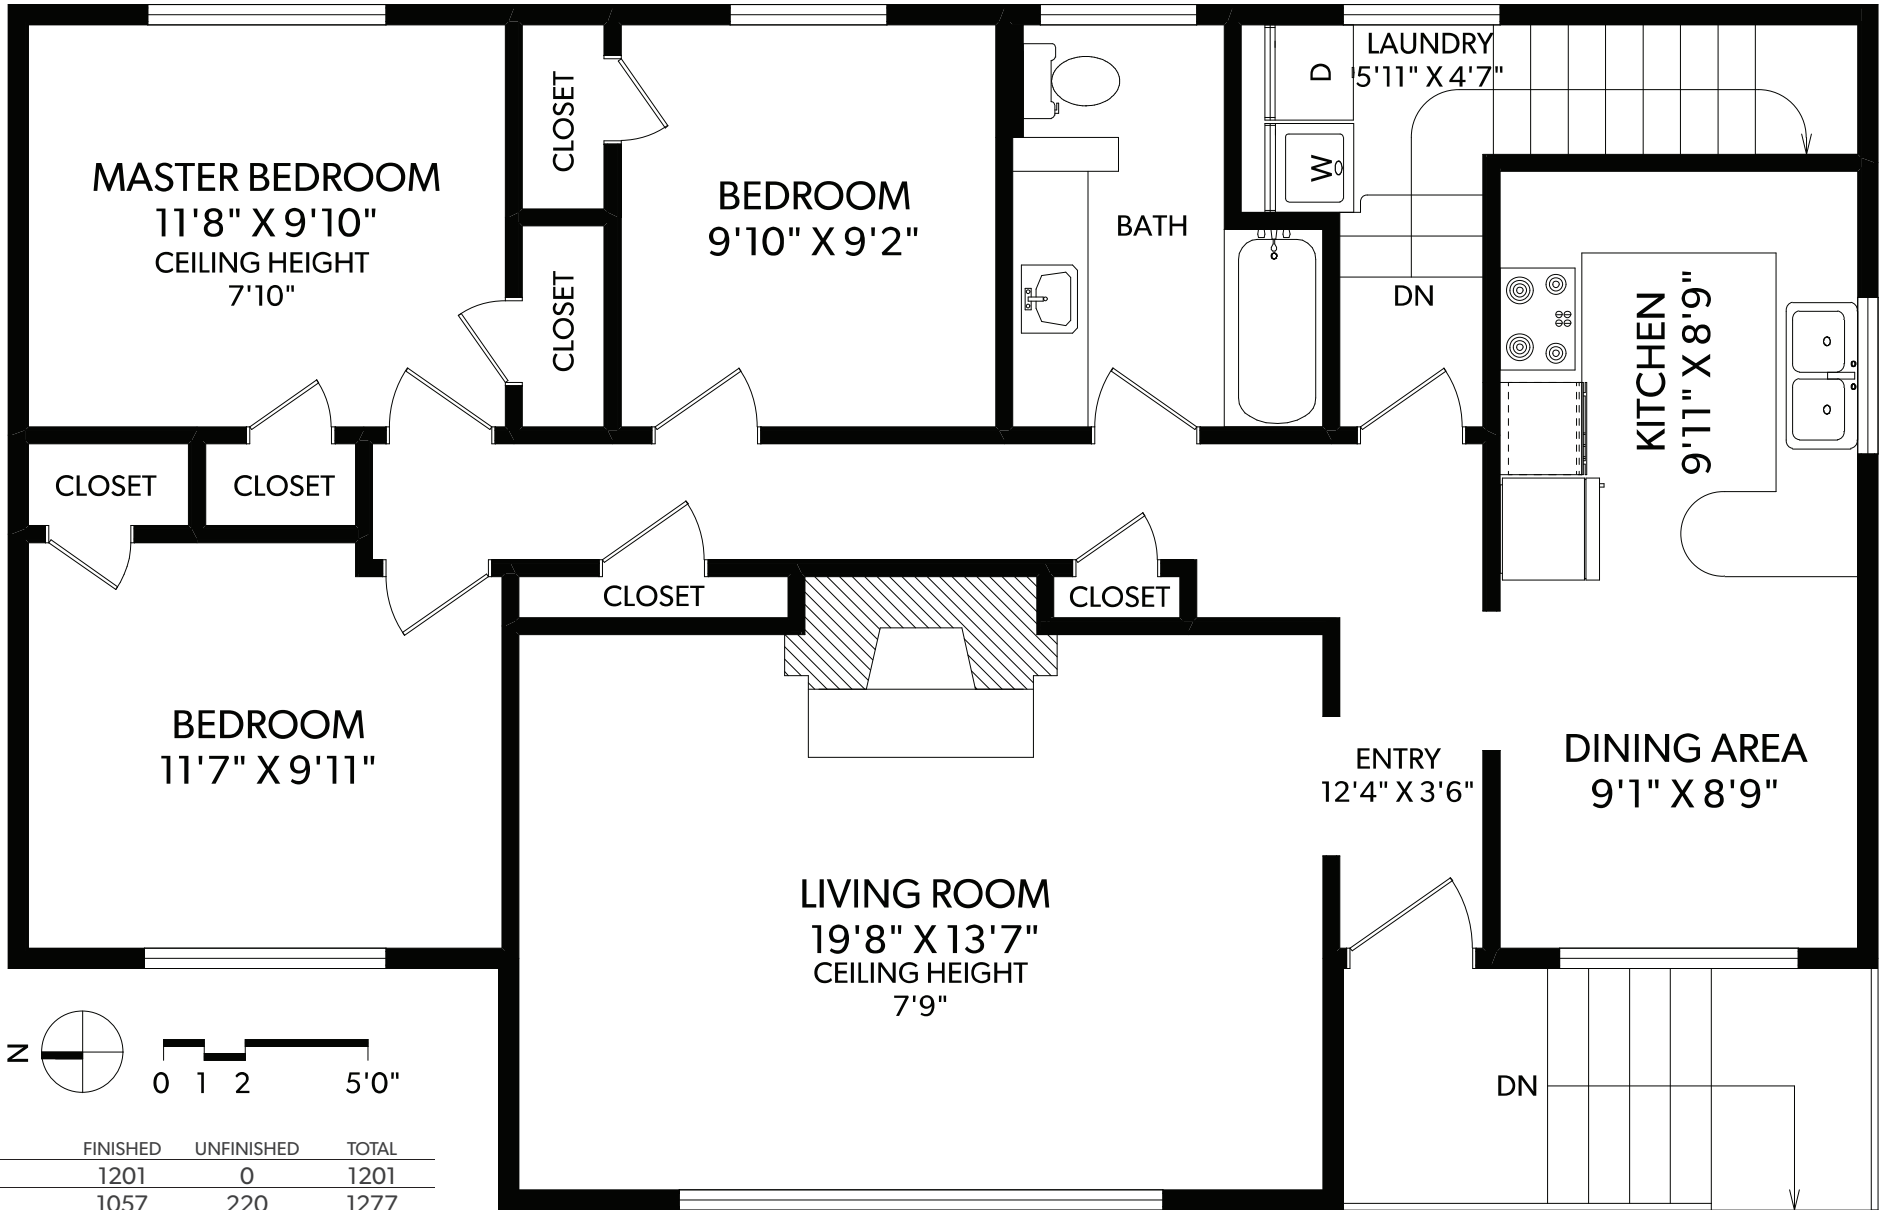 LAUNDRY
5'11" X 4'7"
D
W
CLOSET
MASTER BEDROOM
11'8" X 9'10"
CEILING HEIGHT
7'10"
BEDROOM
9'10" X 9'2"
BATH
CLOSET
DN
KITCHEN
9'11" X 8'9"
CLOSET
CLOSET
CLOSET
CLOSET
BEDROOM
11'7" X 9'11"
ENTRY
12'4" X 3'6"
DINING AREA
9'1" X 8'9"
LIVING ROOM
19'8" X 13'7"
CEILING HEIGHT
7'9"
N
0 1 2 5'0"
DN
FINISHED UNFINISHED TOTAL
1201 0 1201
1057 220 1277